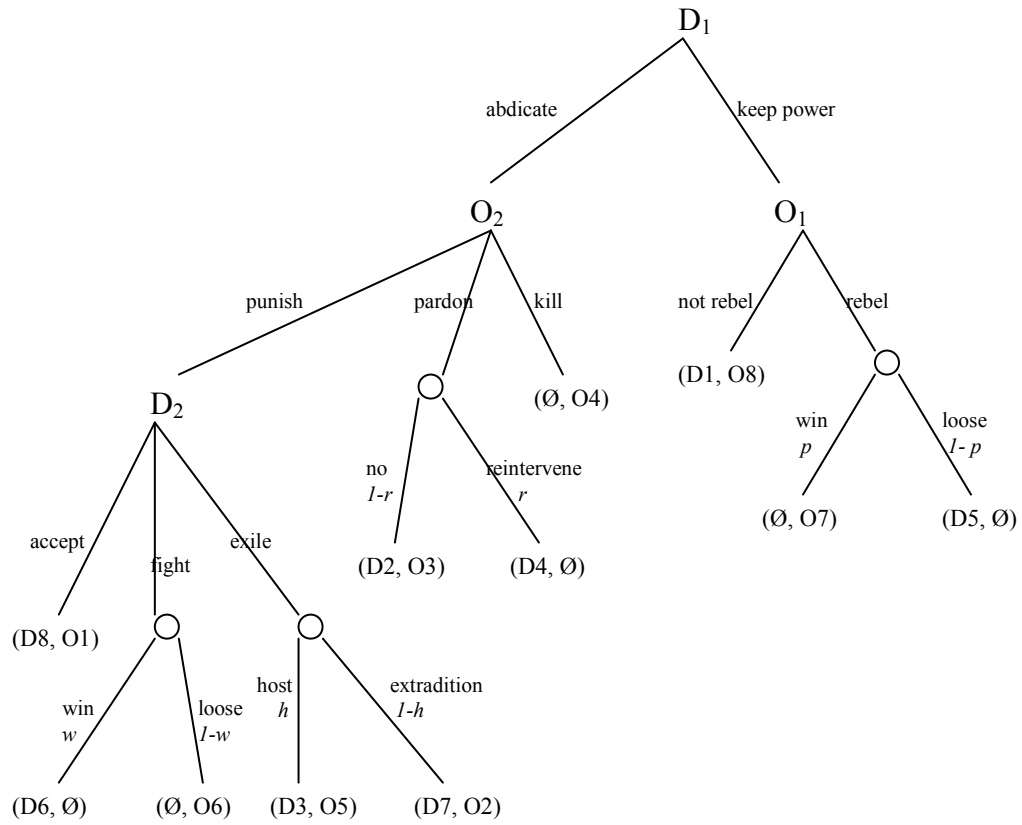 D₁
abdicate
keep power
O₂
O₁
punish
pardon
kill
not rebel
rebel
D₂
(Ø, O4)
(D1, O8)
win
p
loose
1- p
no
1-r
reintervene
r
accept
fight
exile
(Ø, O7)
(D5, Ø)
(D2, O3)
(D4, Ø)
(D8, O1)
win
w
loose
1-w
host
h
extradition
1-h
(D6, Ø)
(Ø, O6)
(D3, O5)
(D7, O2)